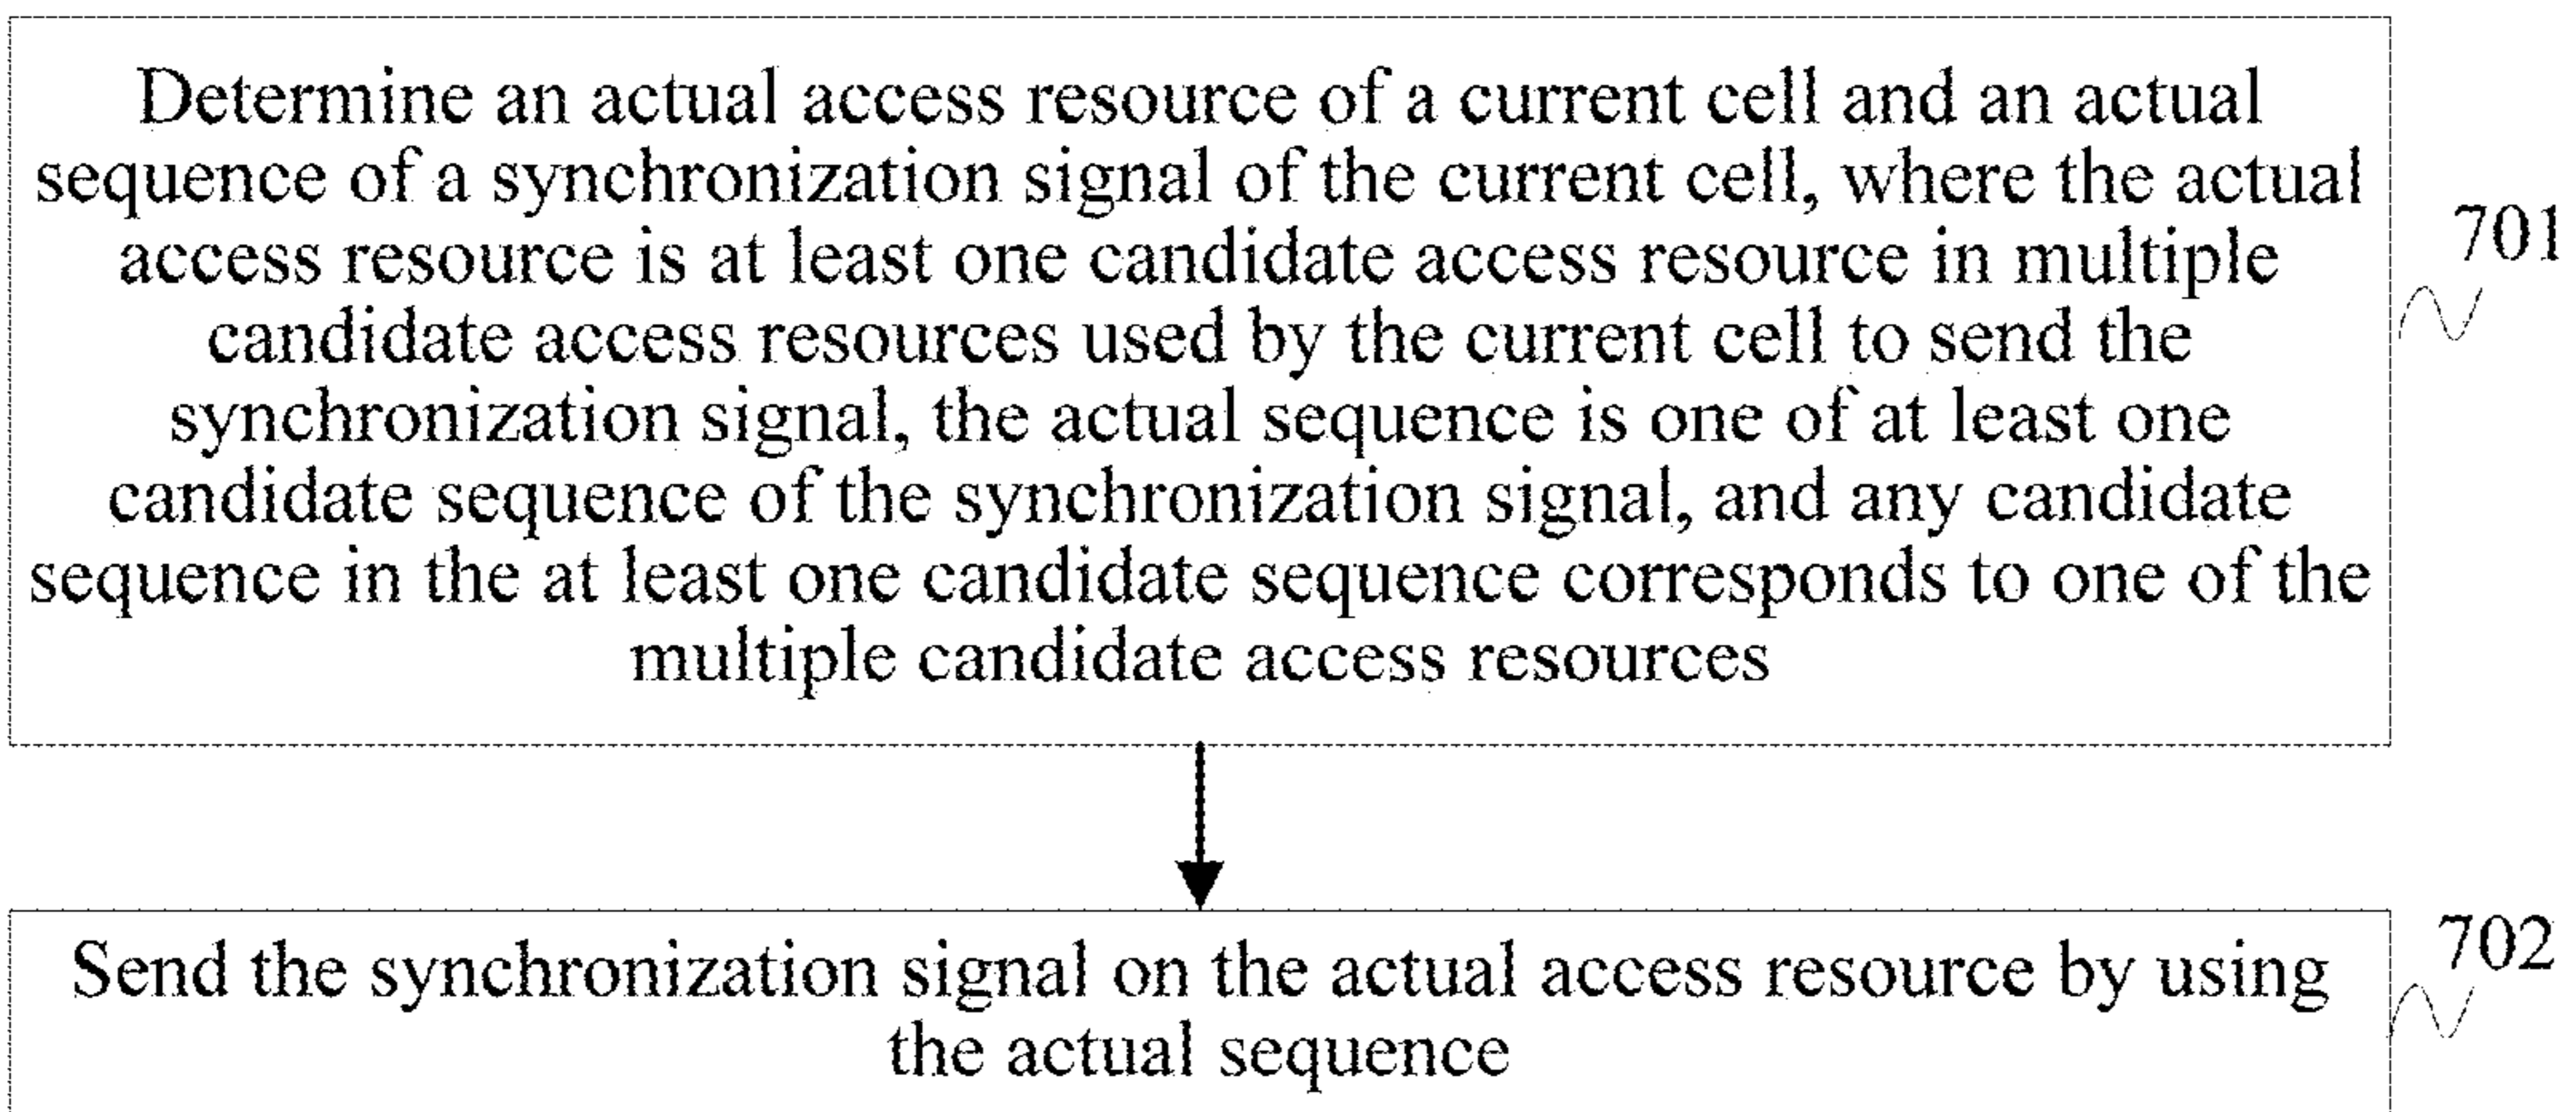 Determine an actual access resource of a current cell and an actual
sequence of a synchronization signal of the current cell, where the actual
access resource is at least one candidate access resource in multiple
candidate access resources used by the current cell to send the
synchronization signal, the actual sequence is one of at least one
candidate sequence of the synchronization signal, and any candidate
sequence in the at least one candidate sequence corresponds to one of the
multiple candidate access resources
701
Send the synchronization signal on the actual access resource by using
the actual sequence
702